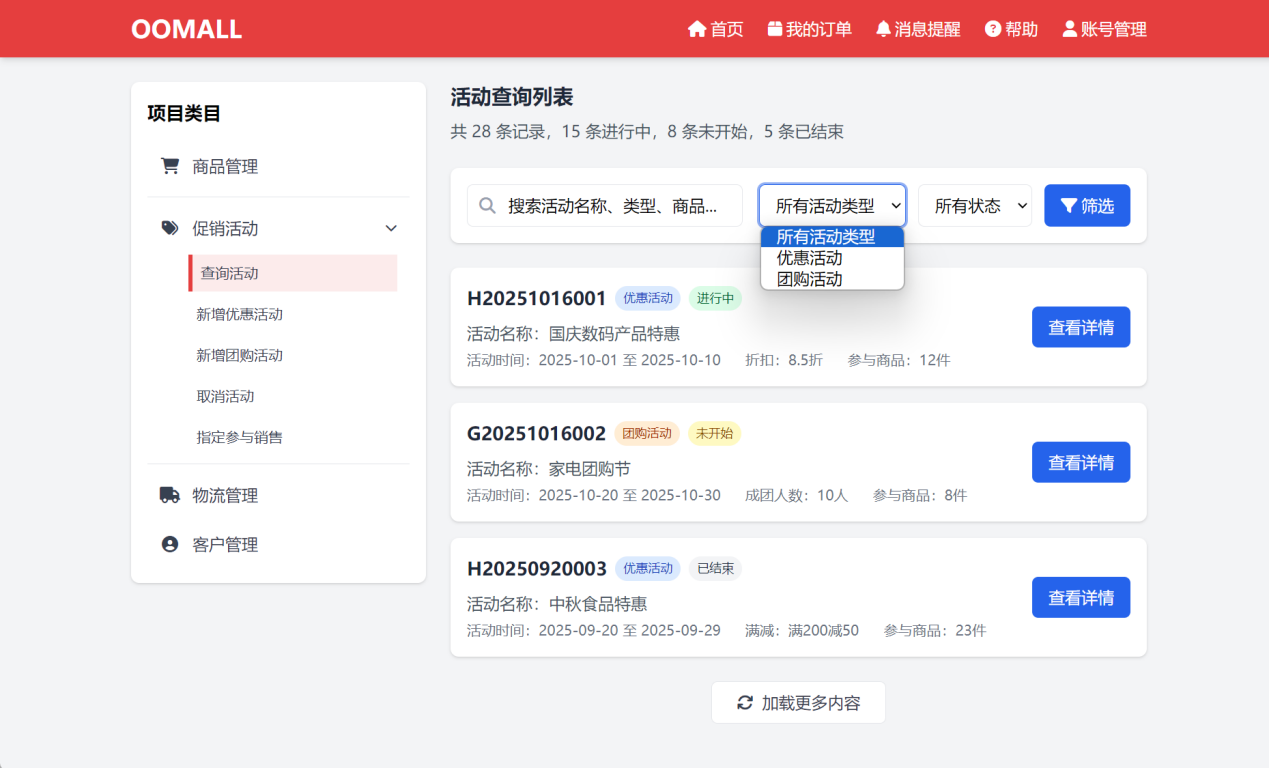 OOMALL
首页 我的订单 消息提醒 帮助 账号管理
项目类目
商品管理
促销活动
查询活动
新增优惠活动
新增团购活动
取消活动
指定参与销售
物流管理
客户管理
活动查询列表
共 28 条记录，15 条进行中，8 条未开始，5 条已结束
搜索活动名称、类型、商品... 所有活动类型 所有状态 筛选
所有活动类型
优惠活动
团购活动
H20251016001 优惠活动 进行中
活动名称：国庆数码产品特惠
活动时间：2025-10-01 至 2025-10-10 折扣：8.5折 参与商品：12件
查看详情
G20251016002 团购活动 未开始
活动名称：家电团购节
活动时间：2025-10-20 至 2025-10-30 成团人数：10人 参与商品：8件
查看详情
H20250920003 优惠活动 已结束
活动名称：中秋食品特惠
活动时间：2025-09-20 至 2025-09-29 满减：满200减50 参与商品：23件
查看详情
加载更多内容